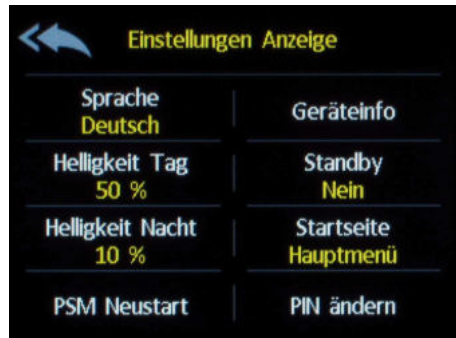 Einstellungen Anzeige
Sprache
Deutsch
Geräteinfo
Helligkeit Tag
50 %
Standby
Nein
Helligkeit Nacht
10 %
Startseite
Hauptmenü
PSM Neustart
PIN ändern